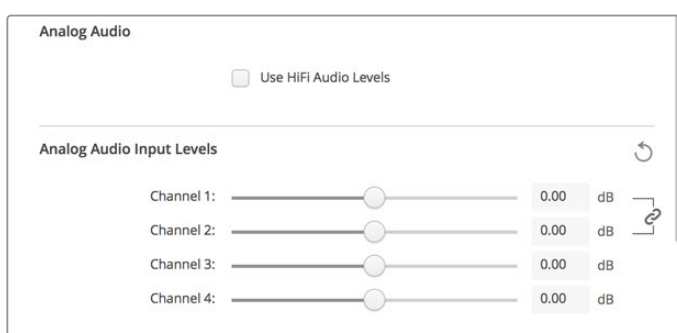 Analog Audio
Use HiFi Audio Levels
Analog Audio Input Levels
Channel 1: 0.00 dB
Channel 2: 0.00 dB
Channel 3: 0.00 dB
Channel 4: 0.00 dB